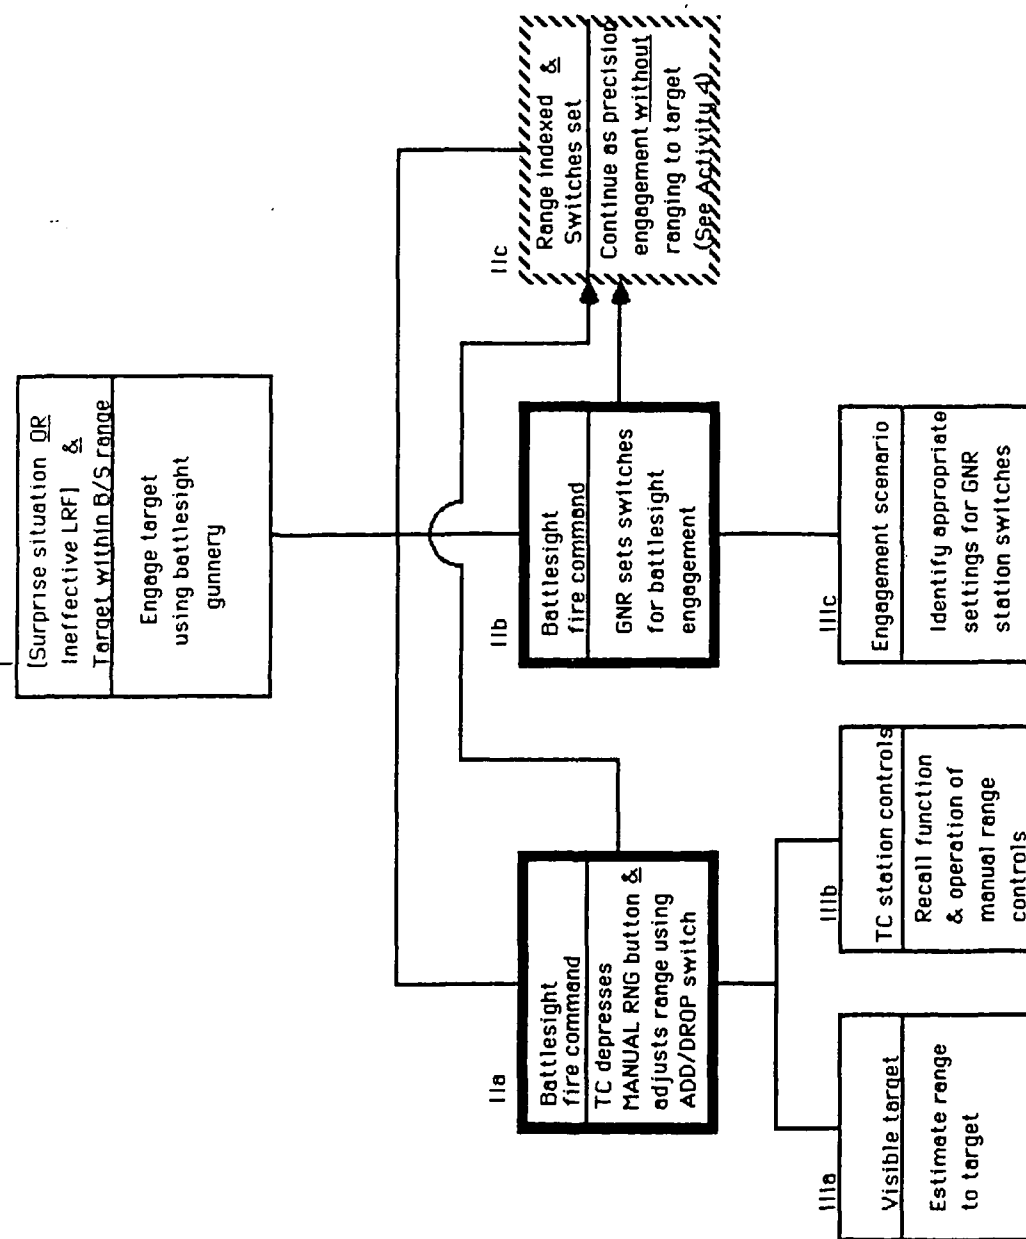 [Surprise situation OR
Ineffective LRF] &
Target within B/S range
Engage target
using battlesight
gunnery
IIa
Battlesight
fire command
TC depresses
MANUAL RNG button &
adjusts range using
ADD/DROP switch
IIb
Battlesight
fire command
GNR sets switches
for battlesight
engagement
IIc
Range indexed &
Switches set
Continue as precision
engagement without
ranging to target
(See Activity 4)
IIIa
Visible target
Estimate range
to target
IIIb
TC station controls
Recall function
& operation of
manual range
controls
IIIc
Engagement scenario
Identify appropriate
settings for GNR
station switches